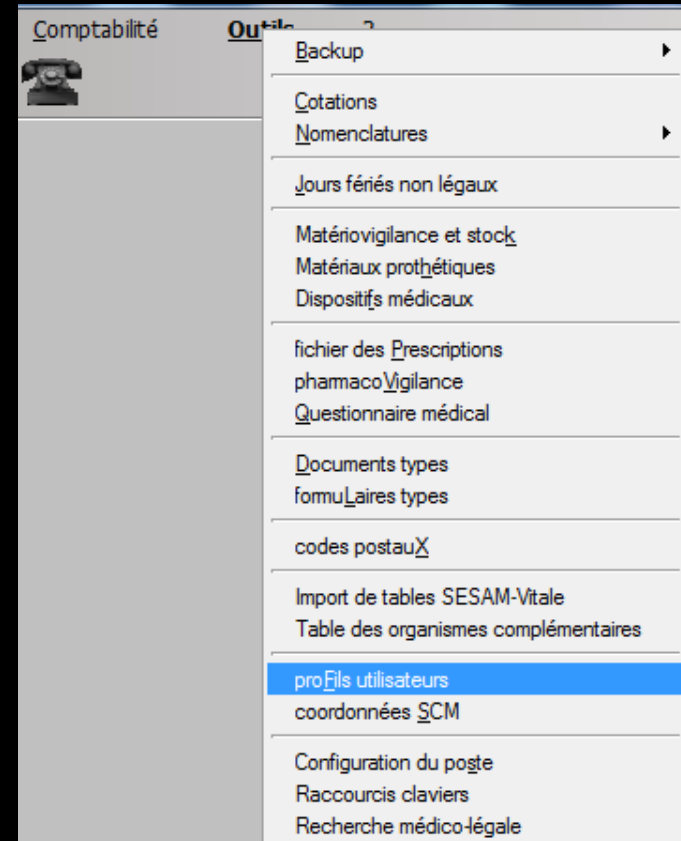 Comptabilité Outils ?
Backup
Cotations
Nomenclatures
Jours fériés non légaux
Matériovigilance et stock
Matériaux prothétiques
Dispositifs médicaux
fichier des Prescriptions
pharmacoVigilance
Questionnaire médical
Documents types
formuLaires types
codes postauX
Import de tables SESAM-Vitale
Table des organismes complémentaires
proFils utilisateurs
coordonnées SCM
Configuration du poste
Raccourcis claviers
Recherche médico-légale